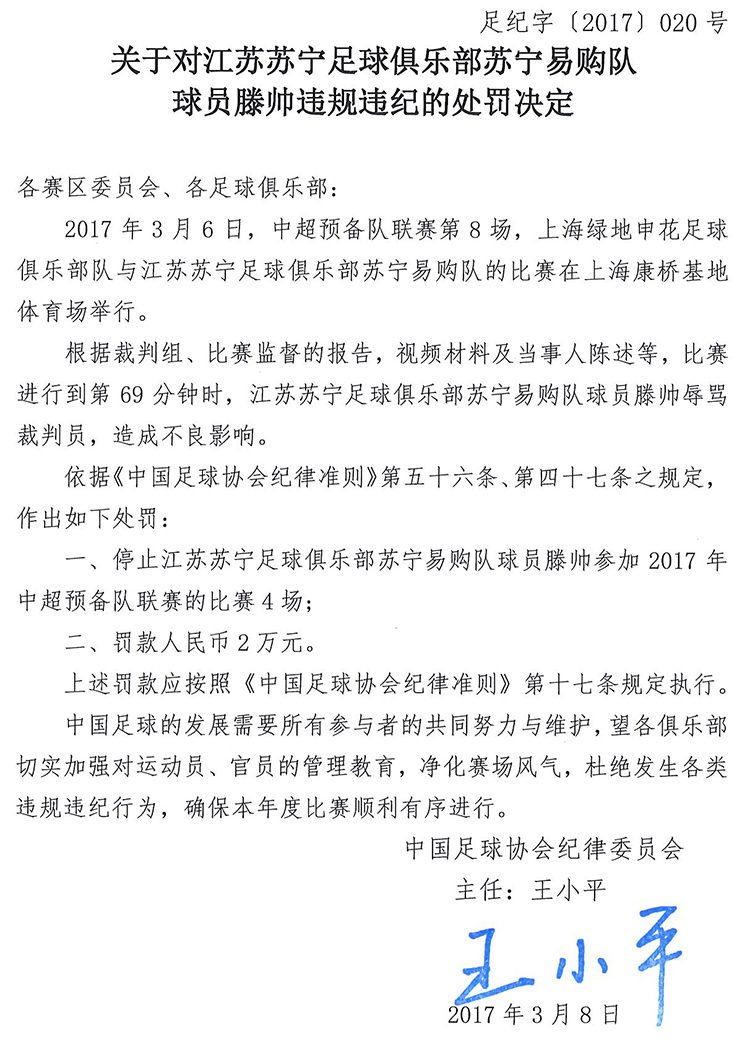 足纪字〔2017〕020 号
关于对江苏苏宁足球俱乐部苏宁易购队
球员滕帅违规违纪的处罚决定
各赛区委员会、各足球俱乐部：
2017 年 3 月 6 日，中超预备队联赛第 8 场，上海绿地申花足球
俱乐部队与江苏苏宁足球俱乐部苏宁易购队的比赛在上海康桥基地
体育场举行。
根据裁判组、比赛监督的报告，视频材料及当事人陈述等，比赛
进行到第 69 分钟时，江苏苏宁足球俱乐部苏宁易购队球员滕帅辱骂
裁判员，造成不良影响。
依据《中国足球协会纪律准则》第五十六条、第四十七条之规定，
作出如下处罚：
一、停止江苏苏宁足球俱乐部苏宁易购队球员滕帅参加 2017 年
中超预备队联赛的比赛 4 场；
二、罚款人民币 2 万元。
上述罚款应按照《中国足球协会纪律准则》第十七条规定执行。
中国足球的发展需要所有参与者的共同努力与维护，望各俱乐部
切实加强对运动员、官员的管理教育，净化赛场风气，杜绝发生各类
违规违纪行为，确保本年度比赛顺利有序进行。
中国足球协会纪律委员会
主任：王小平
王小平
2017 年 3 月 8 日